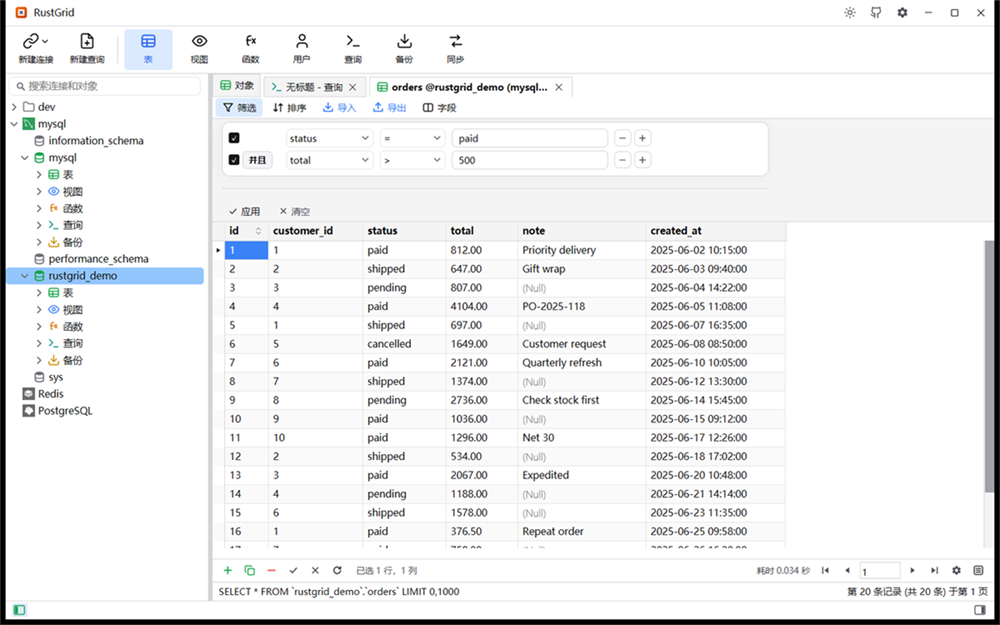 RustGrid
新建连接 新建查询 表 视图 函数 用户 查询 备份 同步
搜索连接和对象
对象 无标题 - 查询 orders @rustgrid_demo (mysql...
筛选 排序 导入 导出 字段
dev
mysql
information_schema
mysql
表
视图
函数
查询
备份
performance_schema
rustgrid_demo
表
视图
函数
查询
备份
sys
Redis
PostgreSQL
status = paid
并且 total > 500
应用 清空
id customer_id status total note created_at
1 1 paid 812.00 Priority delivery 2025-06-02 10:15:00
2 2 shipped 647.00 Gift wrap 2025-06-03 09:40:00
3 3 pending 807.00 (Null) 2025-06-04 14:22:00
4 4 paid 4104.00 PO-2025-118 2025-06-05 11:08:00
5 1 shipped 697.00 (Null) 2025-06-07 16:35:00
6 5 cancelled 1649.00 Customer request 2025-06-08 08:50:00
7 6 paid 2121.00 Quarterly refresh 2025-06-10 10:05:00
8 7 shipped 1374.00 (Null) 2025-06-12 13:30:00
9 8 pending 2736.00 Check stock first 2025-06-14 15:45:00
10 9 paid 1036.00 (Null) 2025-06-15 09:12:00
11 10 paid 1296.00 Net 30 2025-06-17 12:26:00
12 2 shipped 534.00 (Null) 2025-06-18 17:02:00
13 3 paid 2067.00 Expedited 2025-06-20 10:48:00
14 4 pending 1188.00 (Null) 2025-06-21 14:14:00
15 6 shipped 1578.00 (Null) 2025-06-23 11:35:00
16 1 paid 376.50 Repeat order 2025-06-25 09:58:00
已选 1 行，1 列 耗时 0.034 秒 1
SELECT * FROM `rustgrid_demo`.`orders` LIMIT 0,1000 第 20 条记录 (共 20 条) 于第 1 页